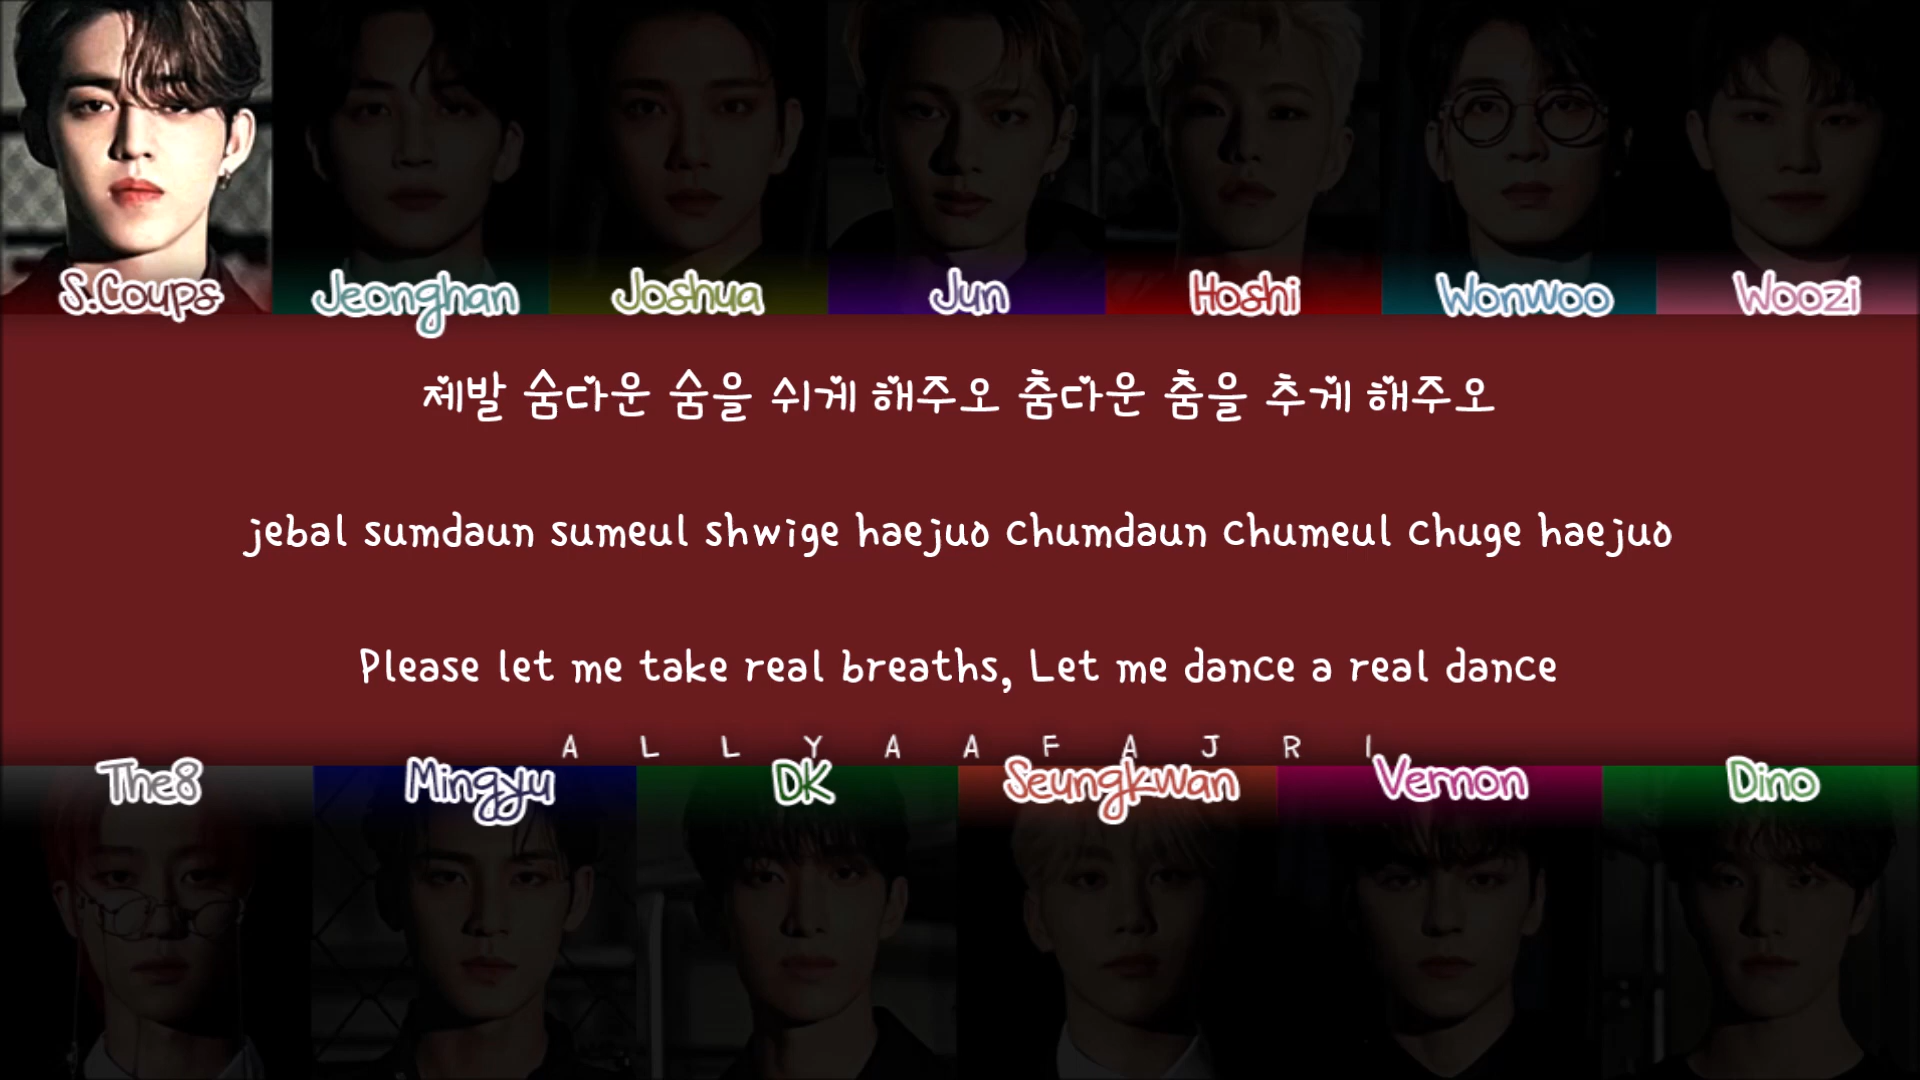 S.Coups Jeonghan Joshua Jun Hoshi Wonwoo Woozi
제발 숨다운 숨을 쉬게 해주오 춤다운 춤을 추게 해주오
jebal sumdaun sumeul shwige haejuo chumdaun chumeul chuge haejuo
Please let me take real breaths, Let me dance a real dance
A L L Y A A F A J R I
The8 Mingyu DK Seungkwan Vernon Dino